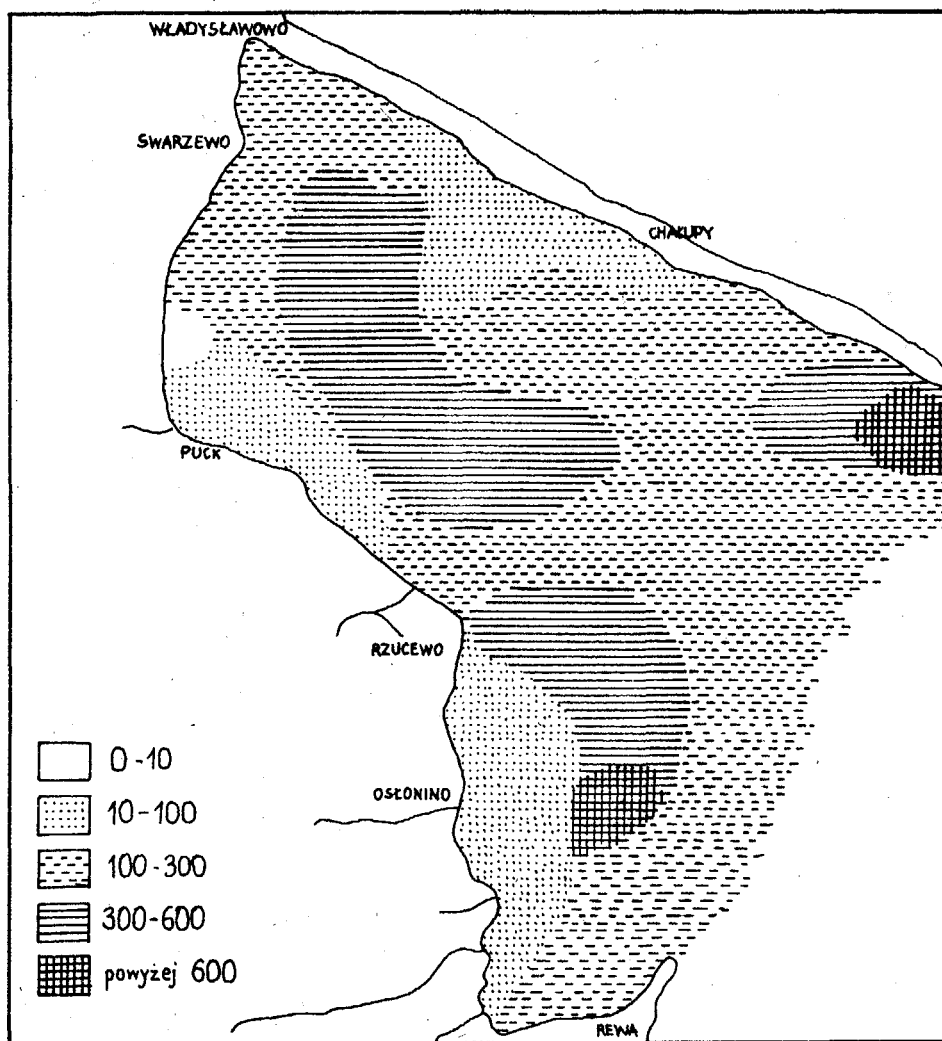 WŁADYSŁAWOWO
SWARZEWO
CHAŁUPY
PUCK
RZUCEWO
OSŁONINO
REWA
0-10
10-100
100-300
300-600
powyżej 600